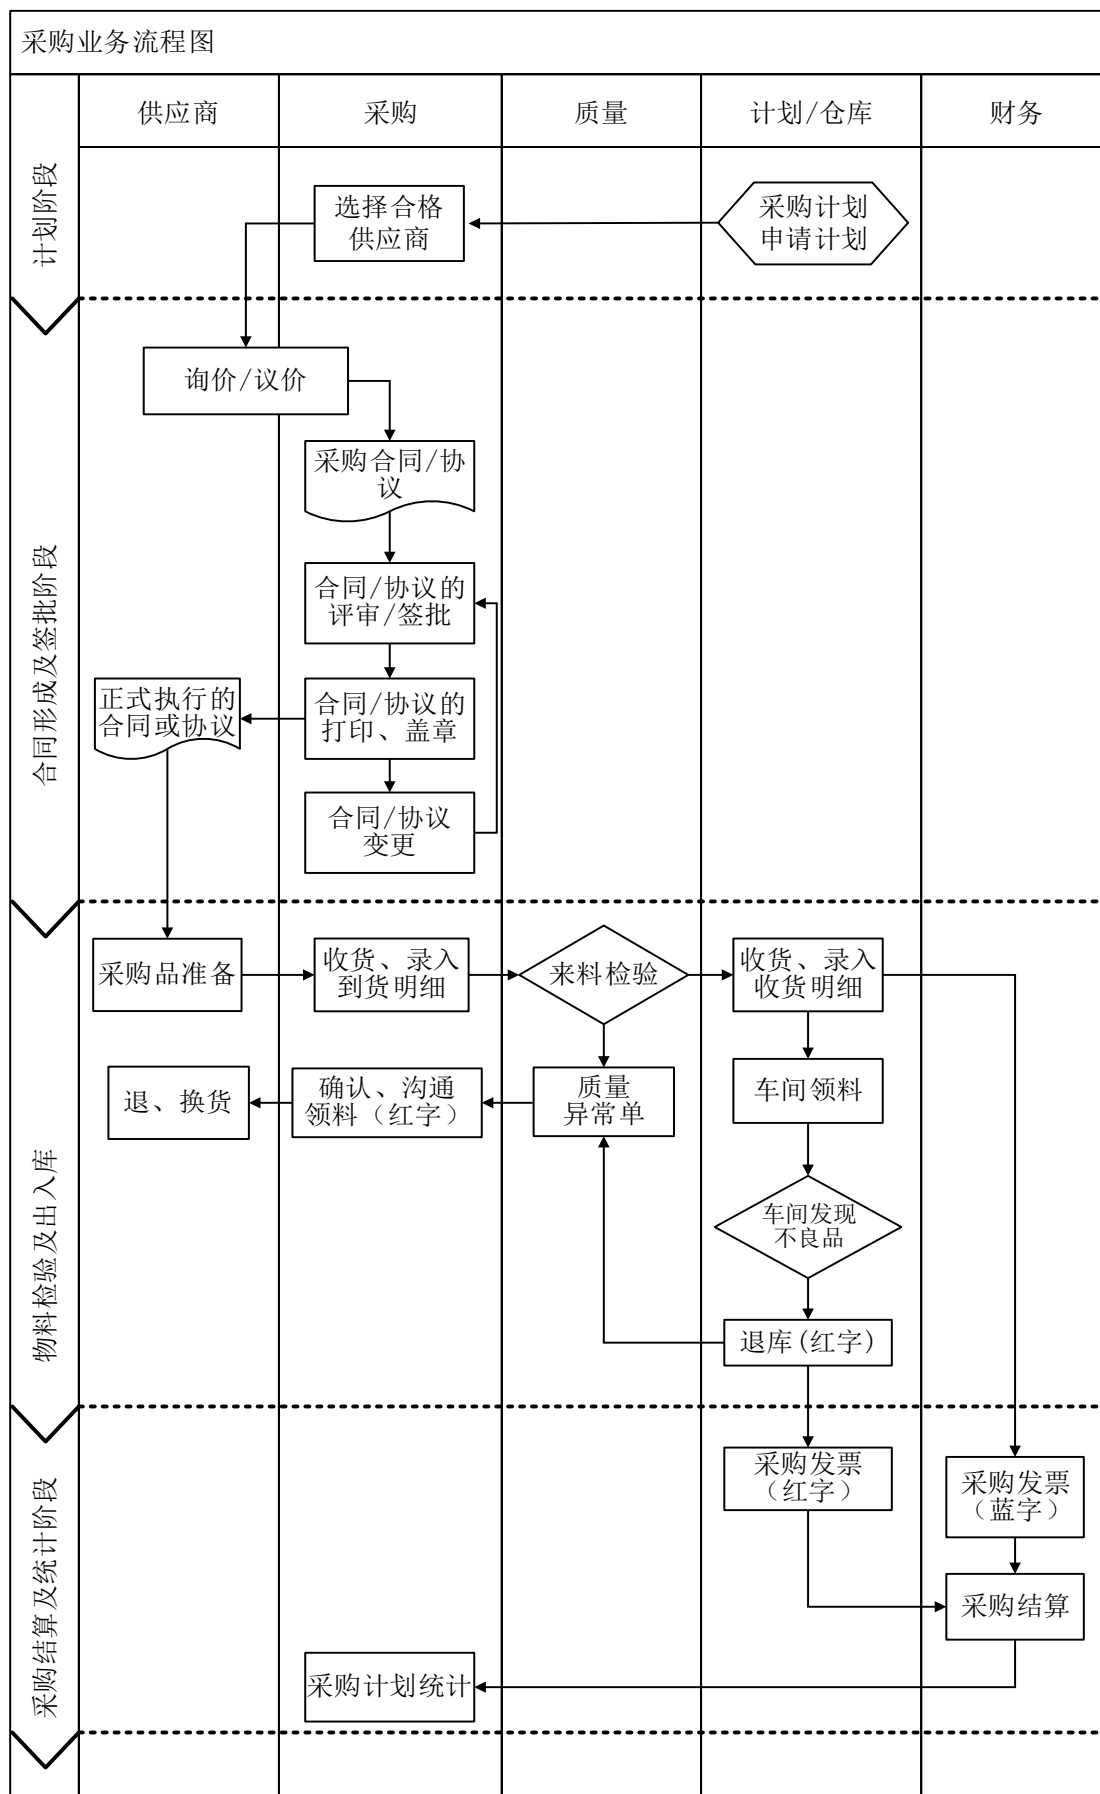 采购业务流程图
供应商
采购
质量
计划/仓库
财务
计划阶段
选择合格
供应商
采购计划
申请计划
合同形成及签批阶段
询价/议价
采购合同/协
议
合同/协议的
评审/签批
正式执行的
合同或协议
合同/协议的
打印、盖章
合同/协议
变更
物料检验及出入库
采购品准备
收货、录入
到货明细
来料检验
收货、录入
收货明细
退、换货
确认、沟通
领料（红字）
质量
异常单
车间领料
车间发现
不良品
退库(红字)
采购结算及统计阶段
采购发票
（红字）
采购发票
（蓝字）
采购结算
采购计划统计